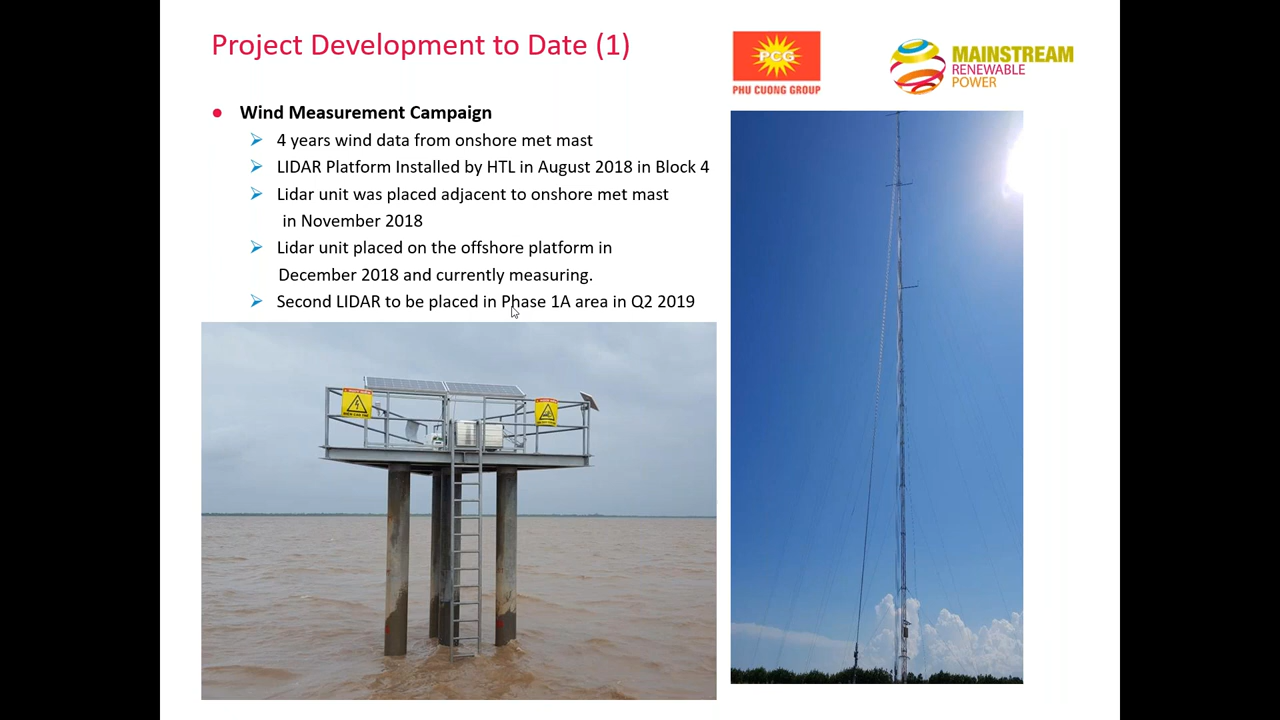 Project Development to Date (1)
PCG
PHU CUONG GROUP
MAINSTREAM
RENEWABLE
POWER
● Wind Measurement Campaign
➢ 4 years wind data from onshore met mast
➢ LIDAR Platform Installed by HTL in August 2018 in Block 4
➢ Lidar unit was placed adjacent to onshore met mast
in November 2018
➢ Lidar unit placed on the offshore platform in
December 2018 and currently measuring.
➢ Second LIDAR to be placed in Phase 1A area in Q2 2019